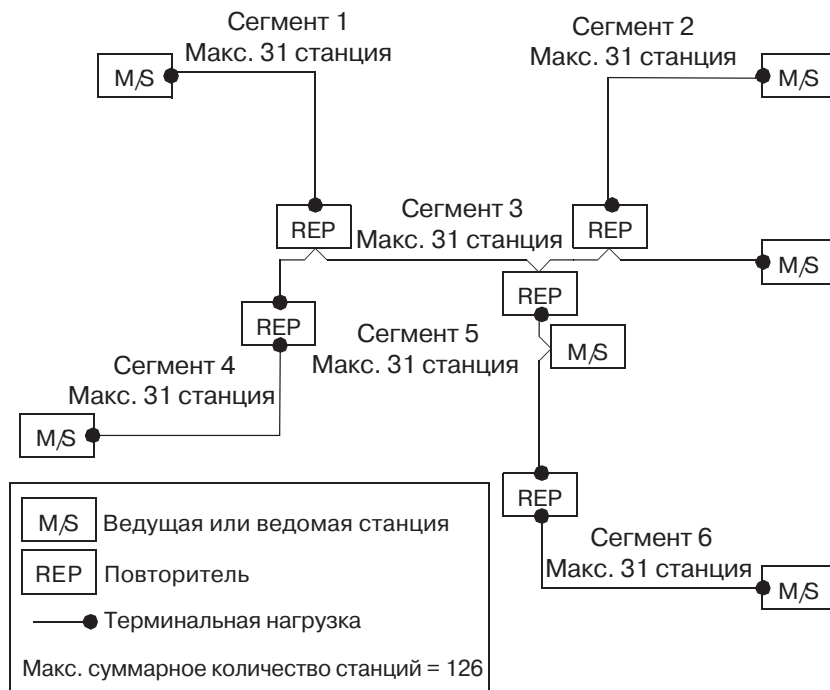 Сегмент 1
Макс. 31 станция
Сегмент 2
Макс. 31 станция
M/S
M/S
REP
Сегмент 3
Макс. 31 станция
REP
M/S
REP
REP
Сегмент 5
Макс. 31 станция
M/S
Сегмент 4
Макс. 31 станция
M/S
REP
Сегмент 6
Макс. 31 станция
M/S
M/S Ведущая или ведомая станция
REP Повторитель
Терминальная нагрузка
Макс. суммарное количество станций = 126